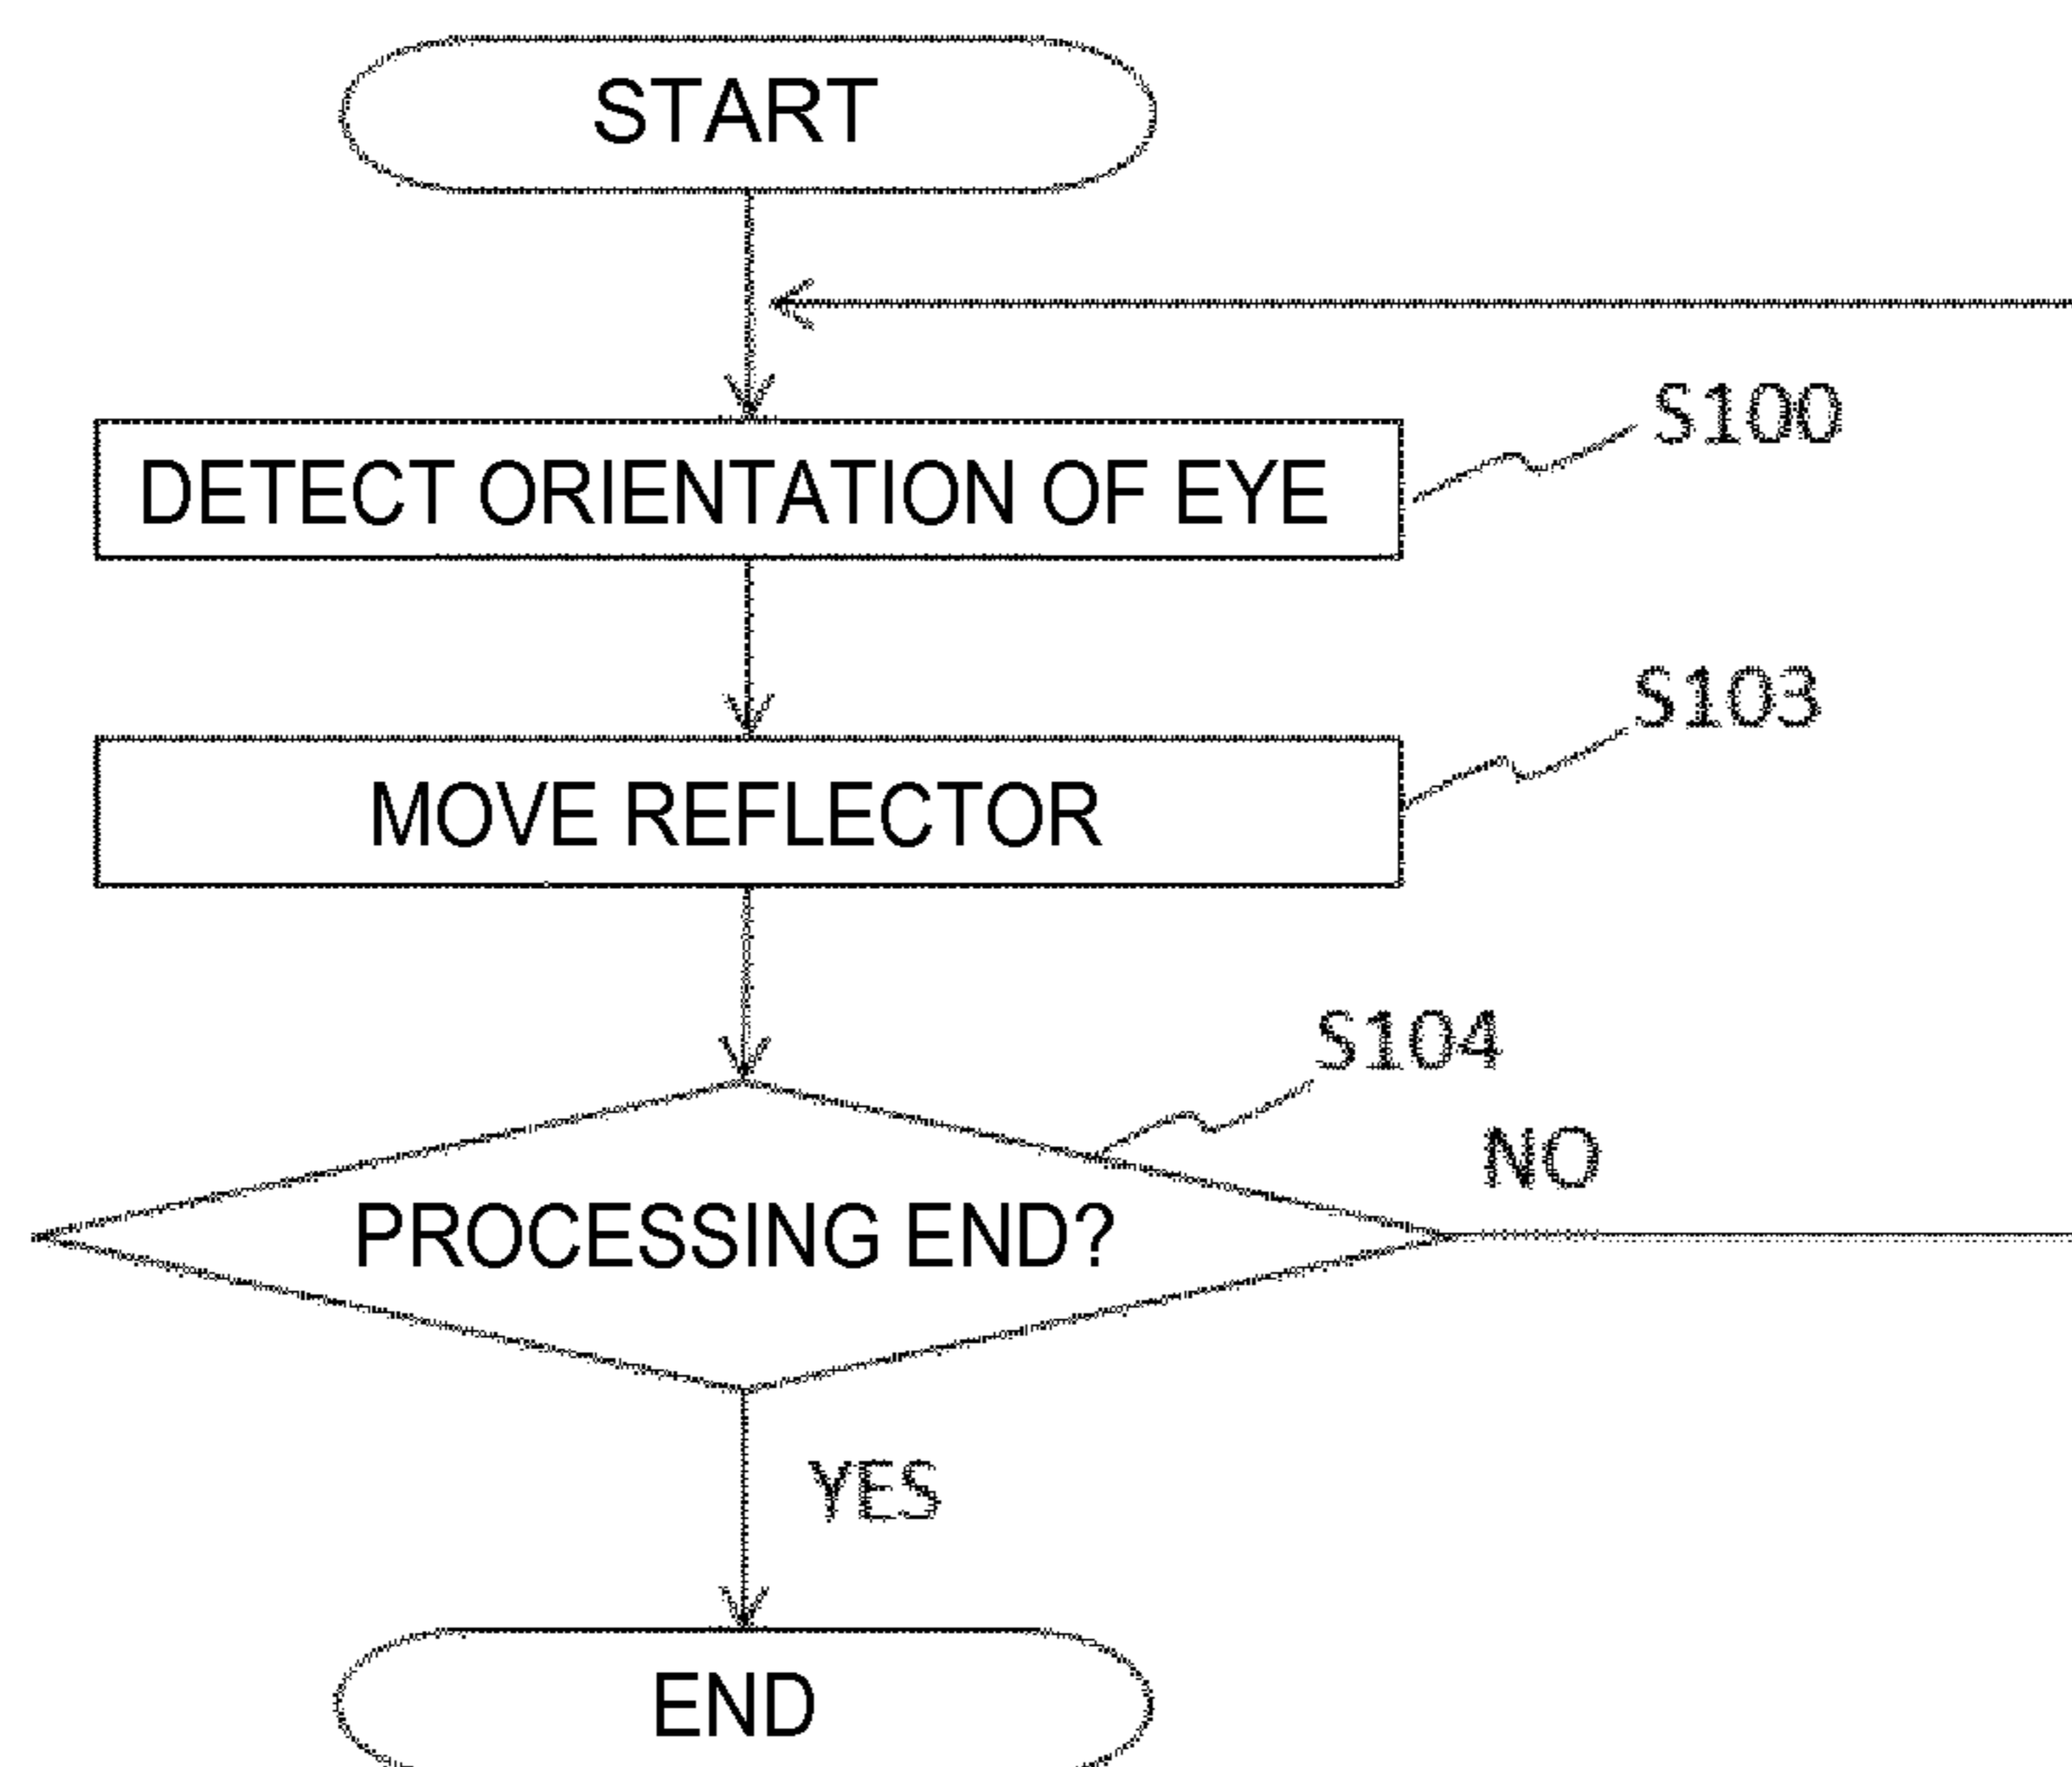 START
S100
DETECT ORIENTATION OF EYE
S103
MOVE REFLECTOR
S104
NO
PROCESSING END?
YES
END